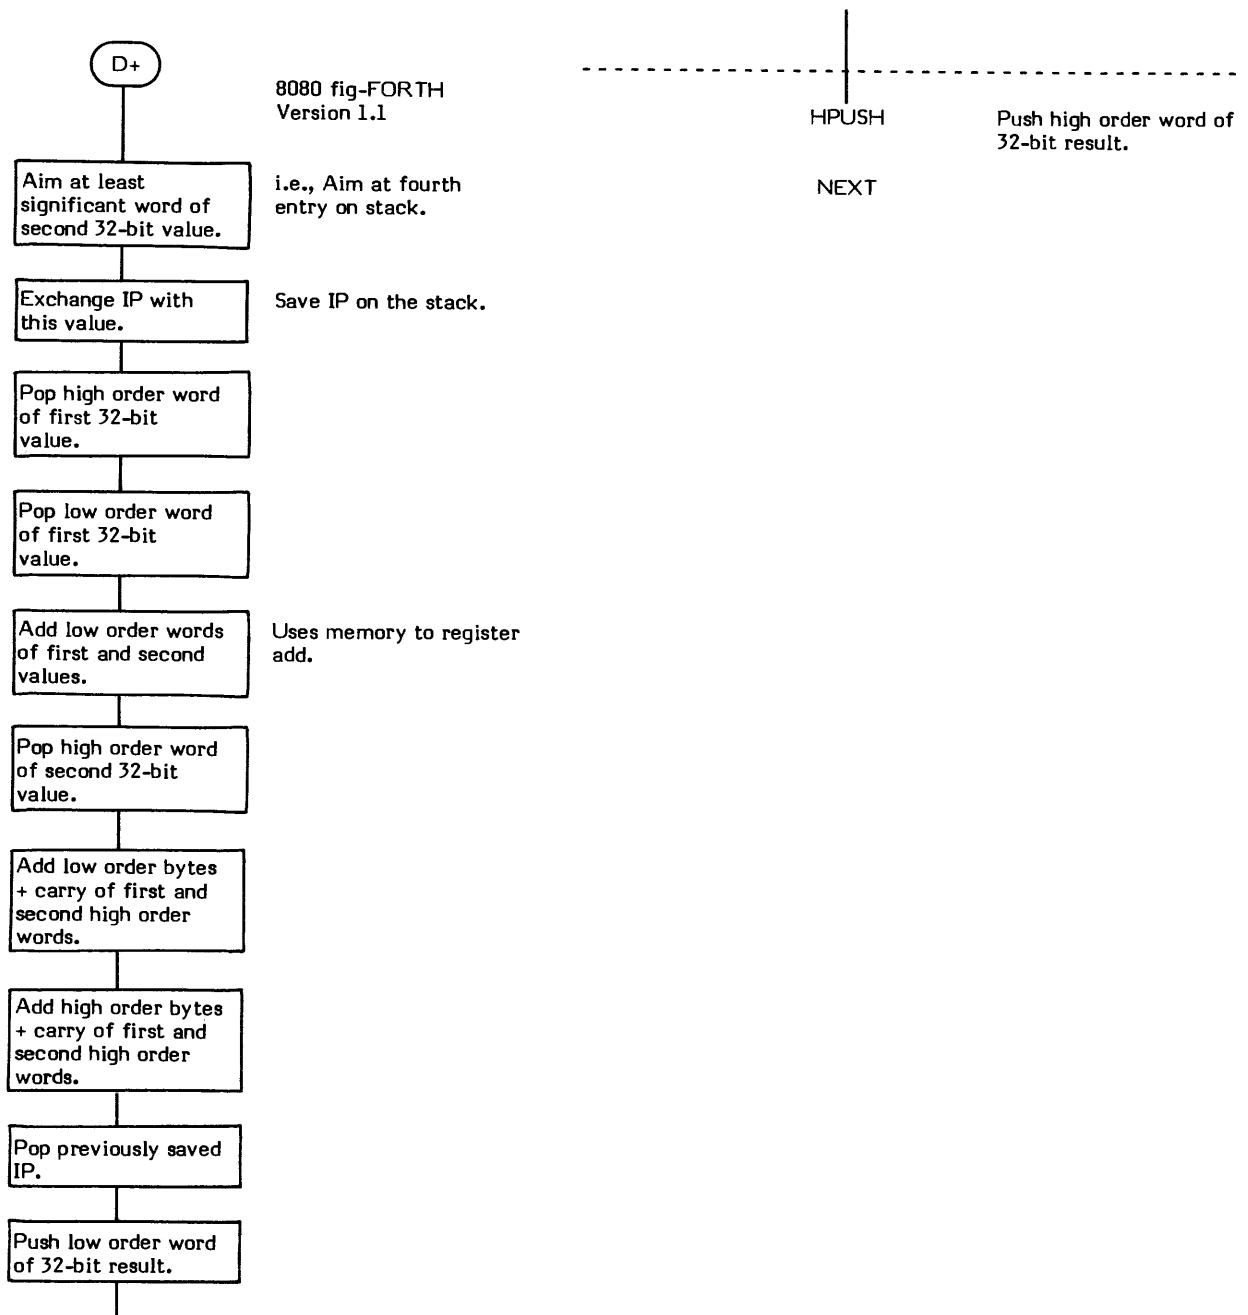 D+
8080 fig-FORTH
Version 1.1
Aim at least
significant word of
second 32-bit value.
i.e., Aim at fourth
entry on stack.
Exchange IP with
this value.
Save IP on the stack.
Pop high order word
of first 32-bit
value.
Pop low order word
of first 32-bit
value.
Add low order words
of first and second
values.
Uses memory to register
add.
Pop high order word
of second 32-bit
value.
Add low order bytes
+ carry of first and
second high order
words.
Add high order bytes
+ carry of first and
second high order
words.
Pop previously saved
IP.
Push low order word
of 32-bit result.
HPUSH
Push high order word of
32-bit result.
NEXT